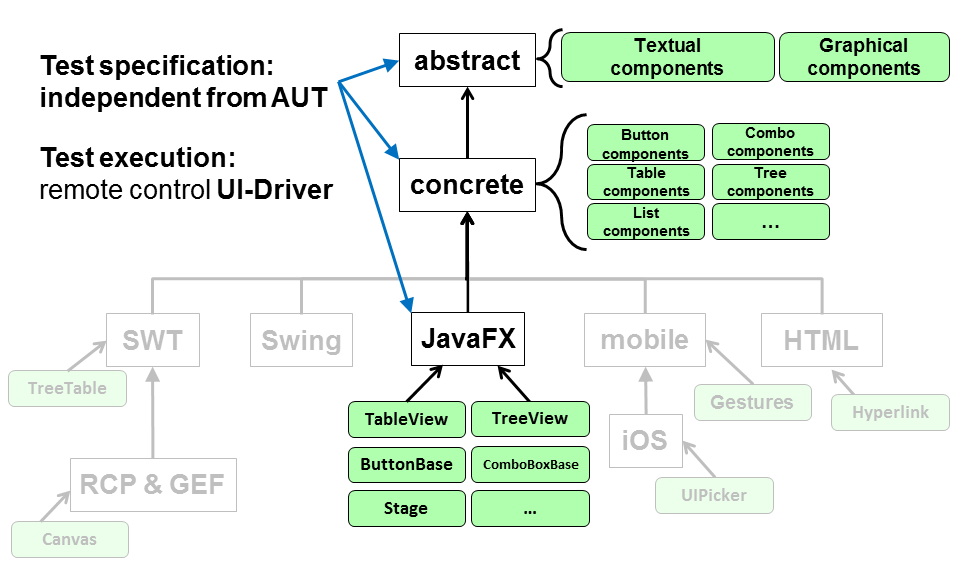 Test specification:
independent from AUT
Test execution:
remote control UI-Driver
abstract
Textual
components
Graphical
components
concrete
Button
components
Combo
components
Table
components
Tree
components
List
components
...
SWT
Swing
JavaFX
mobile
HTML
TreeTable
TableView
TreeView
Gestures
Hyperlink
iOS
RCP & GEF
ButtonBase
ComboBoxBase
UIPicker
Canvas
Stage
...